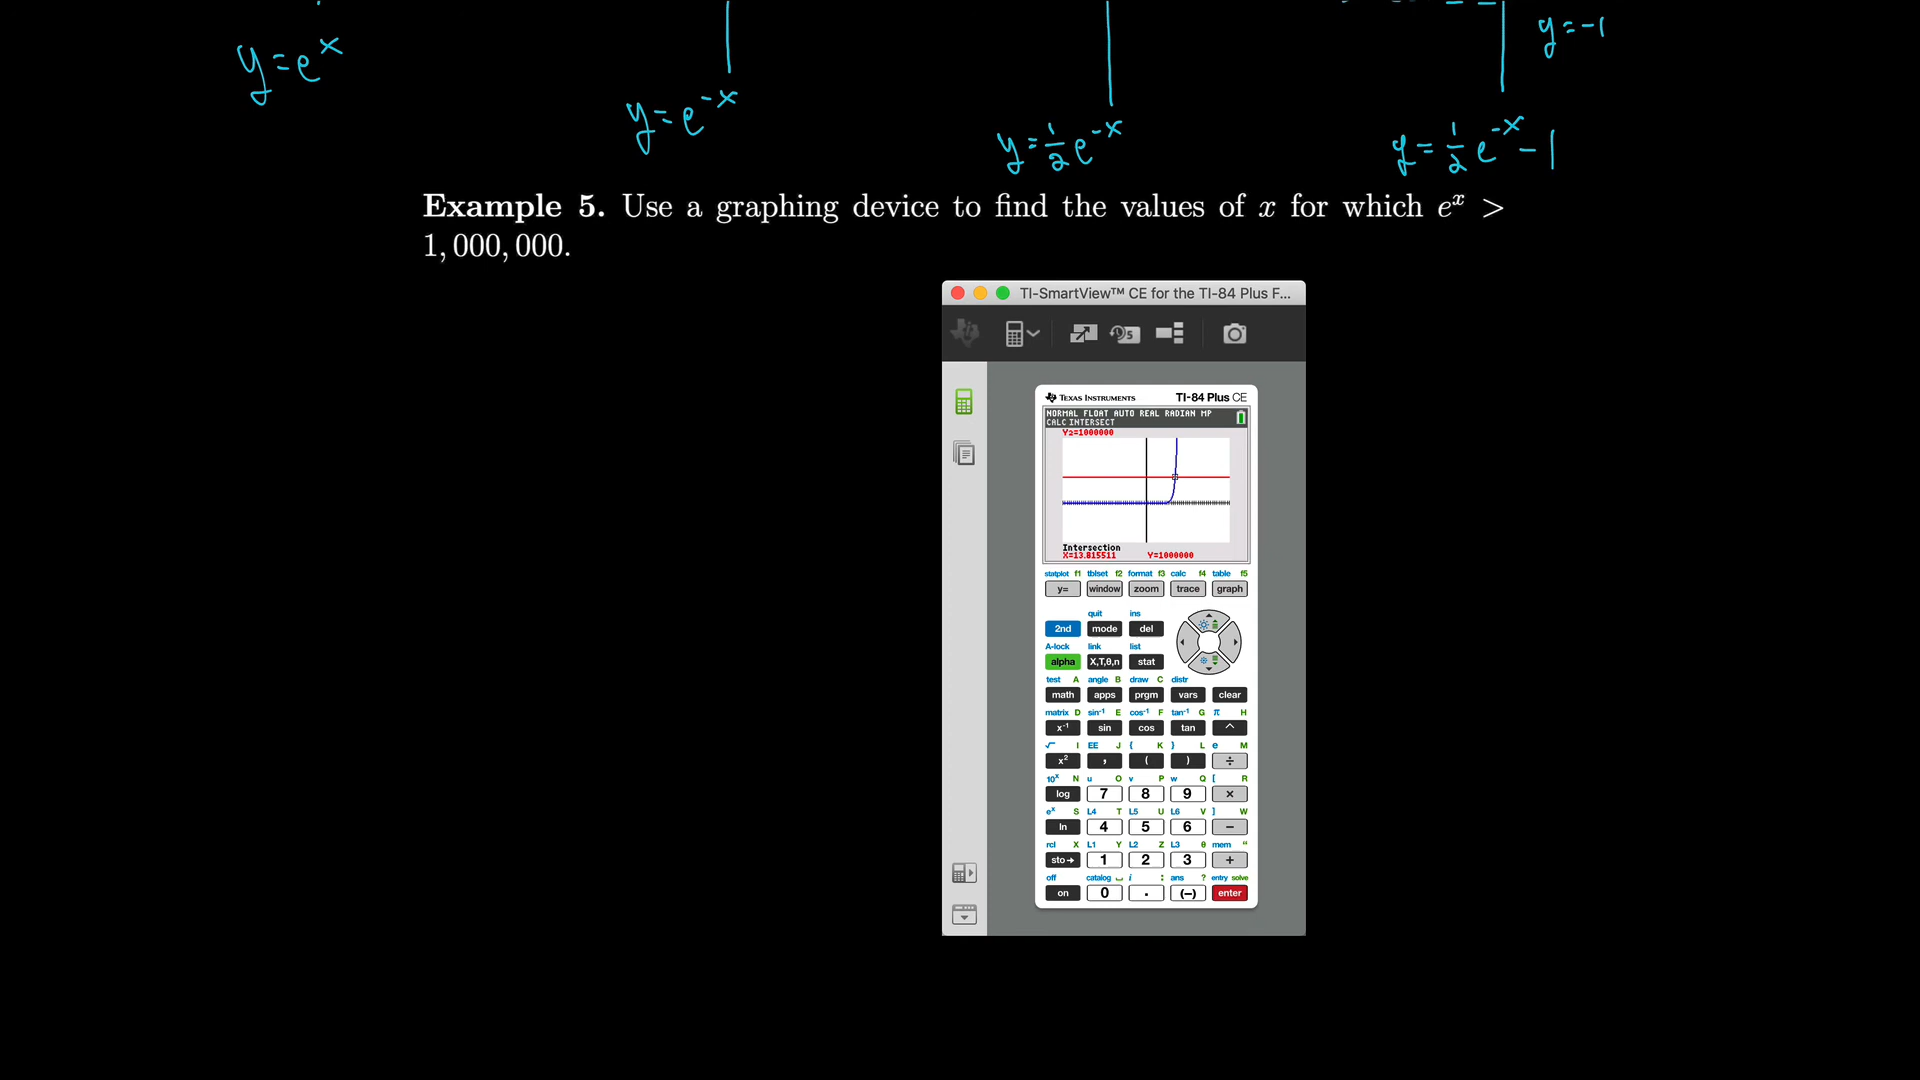 y=-1
y=e^x
y=e^-x
y=1/2 e^-x
y=1/2 e^-x -1
Example 5. Use a graphing device to find the values of x for which e^x >
1,000,000.
TI-SmartView™ CE for the TI-84 Plus F...
TEXAS INSTRUMENTS TI-84 Plus CE
NORMAL FLOAT AUTO REAL RADIAN MP
CALC INTERSECT
Y2=1000000
Intersection
X=13.815511 Y=1000000
statplot f1 tblset f2 format f3 calc f4 table f5
y= window zoom trace graph
quit ins
2nd mode del
A-lock link list
alpha X,T,θ,n stat
test A angle B draw C distr
math apps prgm vars clear
matrix D sin-1 E cos-1 F tan-1 G π H
x-1 sin cos tan ^
√ I EE J { K } L e M
x2 , ( ) ÷
10x N u O v P w Q [ R
log 7 8 9 ×
ex S L4 T L5 U L6 V ] W
ln 4 5 6 −
rcl X L1 Y L2 Z L3 θ mem "
sto→ 1 2 3 +
off catalog ⎵ i : ans ? entry solve
on 0 . (−) enter